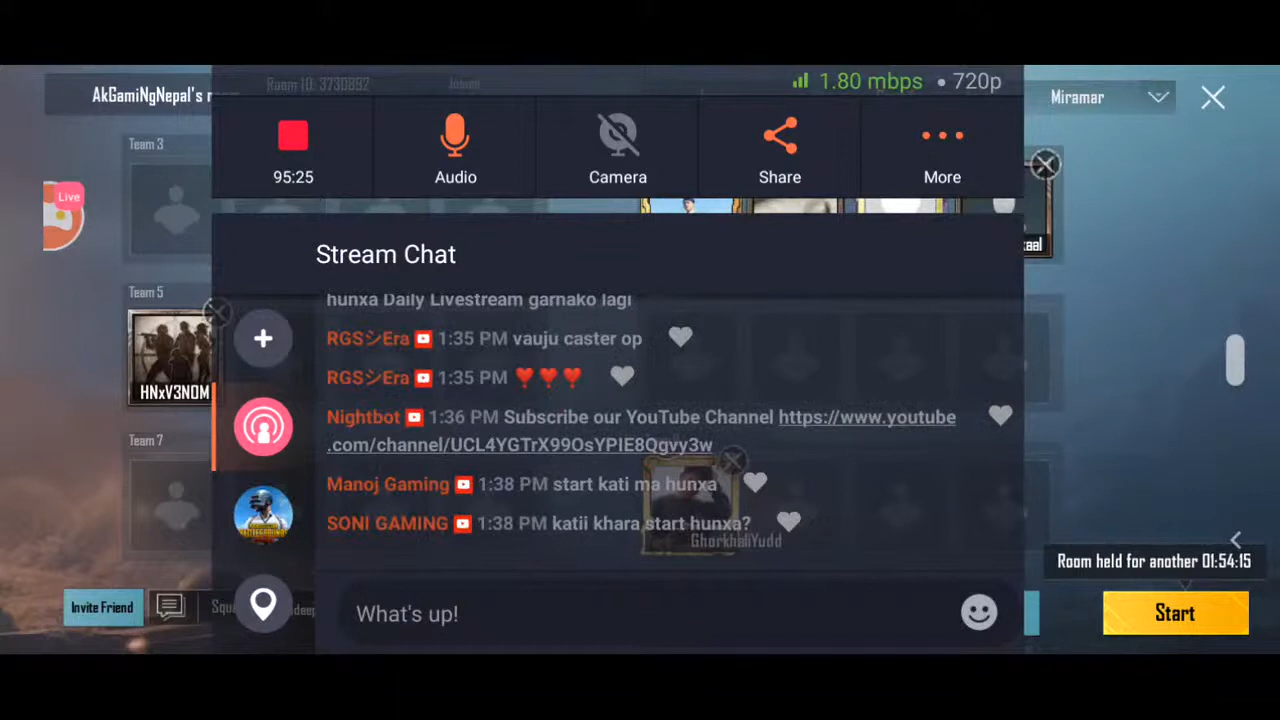 AkGamiNgNepal's
Room ID: 3730892
1.80 mbps • 720p
Miramar
Team 3
95:25
Audio
Camera
Share
More
Live
Stream Chat
Team 5
hunxa Daily Livestream garnako lagi
RGSシEra 1:35 PM vauju caster op
RGSシEra 1:35 PM ❣❣❣
HNxV3NOM
Nightbot 1:36 PM Subscribe our YouTube Channel https://www.youtube
.com/channel/UCL4YGTrX99OsYPIE8Qgvy3w
Team 7
Manoj Gaming 1:38 PM start kati ma hunxa
SONI GAMING 1:38 PM katii khara start hunxa?
GhorkhaliYudd
Room held for another 01:54:15
Invite Friend
What's up!
Start